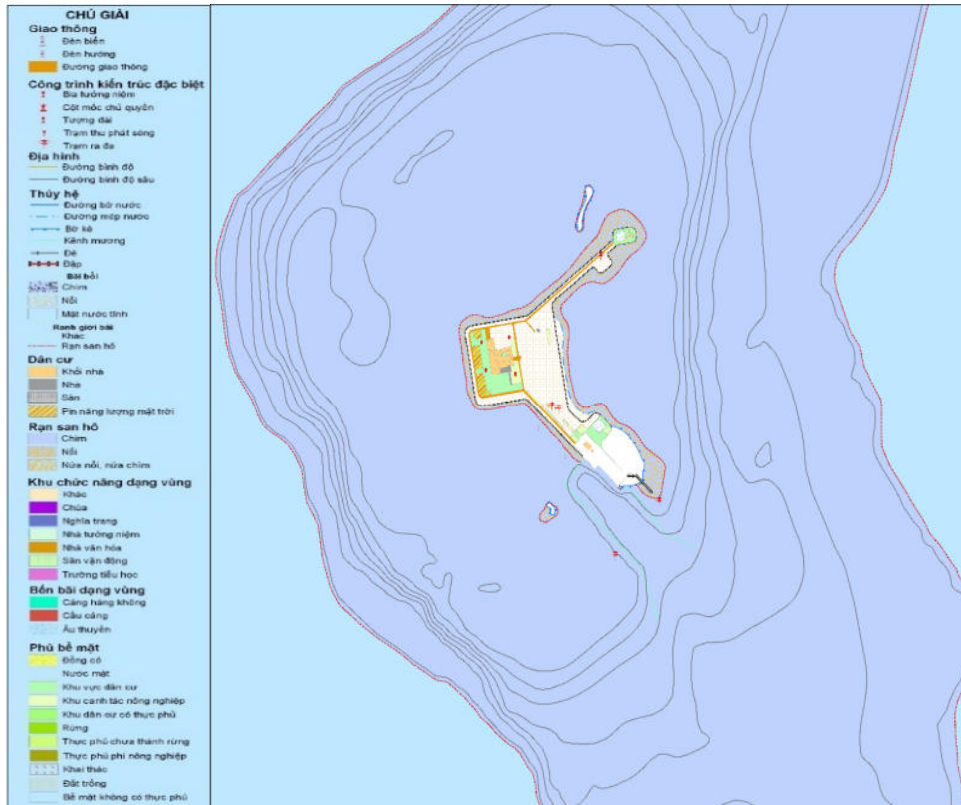 CHÚ GIẢI
Giao thông
Đèn biển
Đèn hướng
Đường giao thông
Công trình kiến trúc đặc biệt
Bia tưởng niệm
Cột mốc chủ quyền
Tượng đài
Trạm thu phát sóng
Trạm ra đa
Địa hình
Đường bình độ
Đường bình độ sâu
Thủy hệ
Đường bờ nước
Đường mép nước
Bờ kè
Kênh mương
Đê
Đập
Bãi bồi
Chìm
Nổi
Mặt nước tĩnh
Ranh giới bãi
Khác
Rạn san hô
Dân cư
Khối nhà
Nhà
Sân
Pin năng lượng mặt trời
Rạn san hô
Chìm
Nổi
Nửa nổi, nửa chìm
Khu chức năng dạng vùng
Khác
Chùa
Nghĩa trang
Nhà tưởng niệm
Nhà văn hóa
Sân vận động
Trường tiểu học
Bến bãi dạng vùng
Cảng hàng không
Cầu cảng
Âu thuyền
Phủ bề mặt
Đồng cỏ
Nước mặt
Khu vực dân cư
Khu canh tác nông nghiệp
Khu dân cư có thực phủ
Rừng
Thực phủ chưa thành rừng
Thực phủ phi nông nghiệp
Khai thác
Đất trống
Bề mặt không có thực phủ